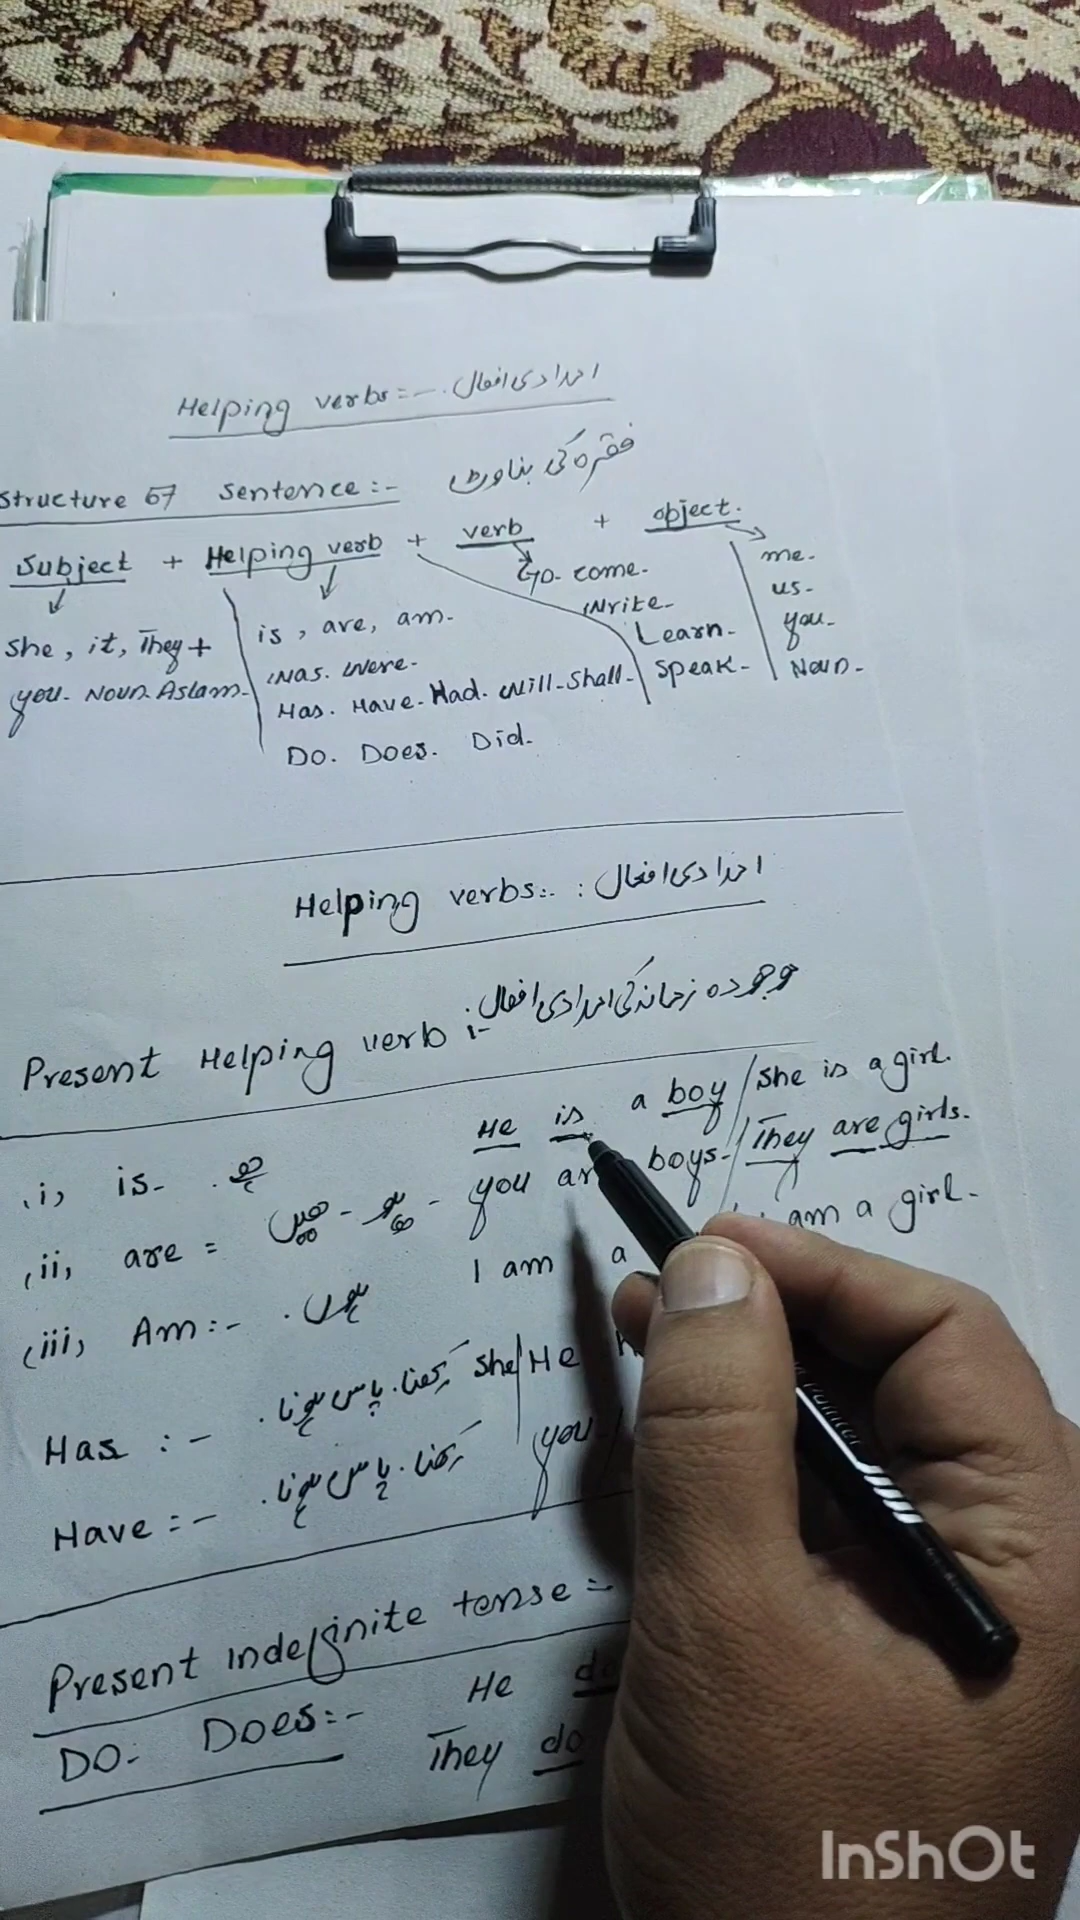 Helping verbs :- امدادی افعال
Structure of sentence :- فقرہ کی بناوٹ
Subject + Helping verb + verb + object.
she, it, They +
you. Noun. Aslam.
is, are, am.
was. were.
Has. Have. Had. Will. Shall.
Do. Does. Did.
Go. come.
write.
Learn.
Speak.
me.
us.
you.
Noun.
Helping verbs :- امدادی افعال
Present Helping verb :- موجودہ زمانہ کی امدادی افعال
(i) is - ہے. He is a boy / She is a girl.
(ii) are = ہیں - ہو - you are boys - / They are girls.
(iii) Am :- ہوں. I am a am a girl.
Has :- رکھنا. پاس ہونا. She / He
Have :- رکھنا. پاس ہونا. you /
Present indefinite tense =
DO. Does :- He do
They do
Painter
InShOt